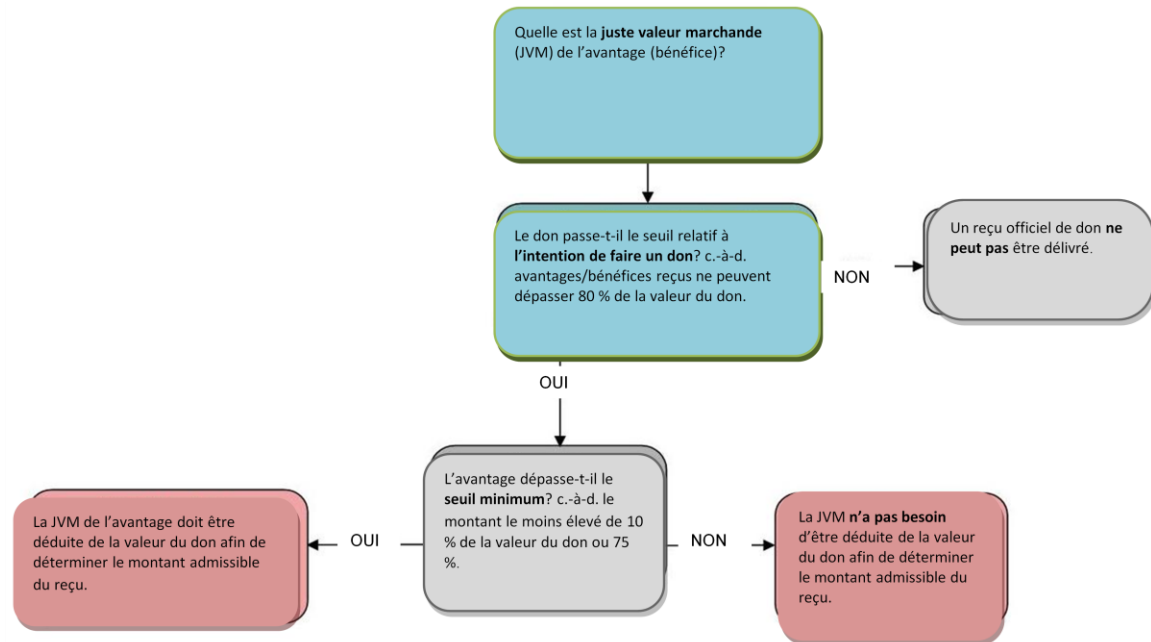 Quelle est la juste valeur marchande
(JVM) de l'avantage (bénéfice)?
Le don passe-t-il le seuil relatif à
l'intention de faire un don? c.-à-d.
avantages/bénéfices reçus ne peuvent
dépasser 80 % de la valeur du don.
NON
Un reçu officiel de don ne
peut pas être délivré.
OUI
L'avantage dépasse-t-il le
seuil minimum? c.-à-d. le
montant le moins élevé de 10
% de la valeur du don ou 75
%.
OUI
La JVM de l'avantage doit être
déduite de la valeur du don afin de
déterminer le montant admissible
du reçu.
NON
La JVM n'a pas besoin
d'être déduite de la valeur
du don afin de déterminer
le montant admissible du
reçu.